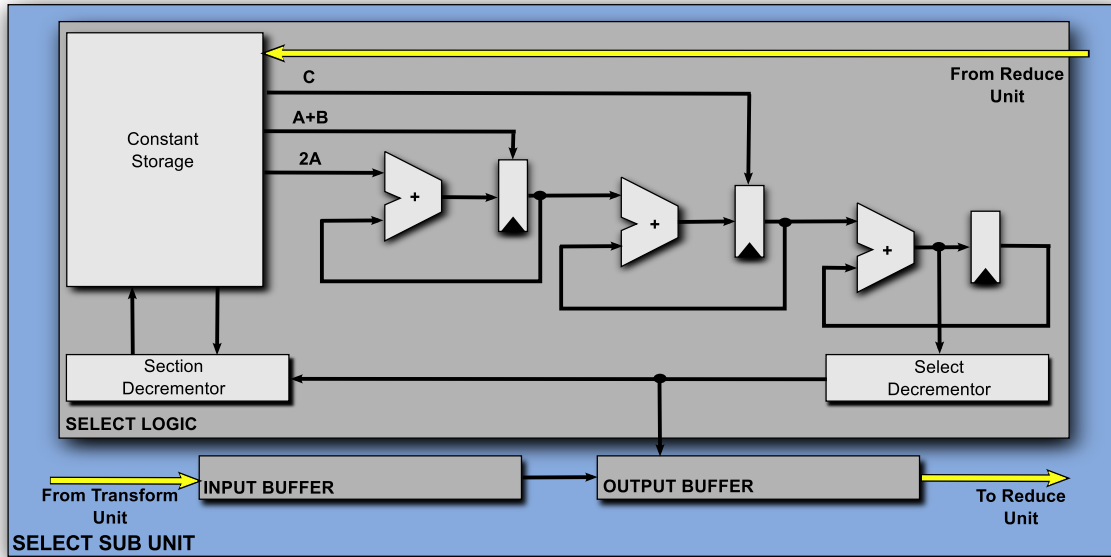 From Reduce
Unit
C
A+B
2A
Constant
Storage
+
+
+
Section
Decrementor
Select
Decrementor
SELECT LOGIC
INPUT BUFFER
OUTPUT BUFFER
From Transform
Unit
To Reduce
Unit
SELECT SUB UNIT